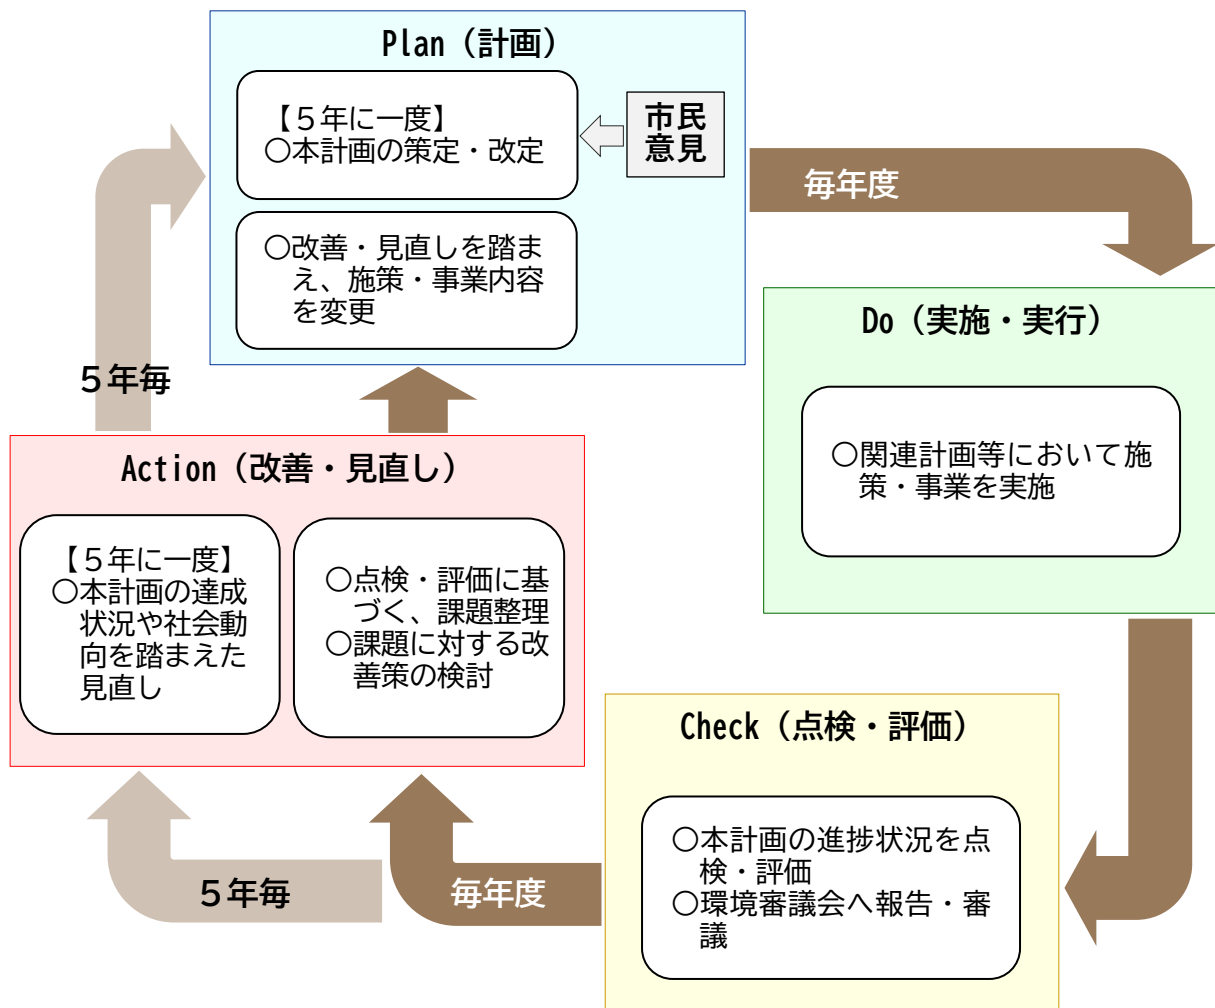 Plan（計画）
【５年に一度】
○本計画の策定・改定
市民
意見
○改善・見直しを踏ま
え、施策・事業内容
を変更
毎年度
Do（実施・実行）
○関連計画等において施
策・事業を実施
５年毎
Action（改善・見直し）
【５年に一度】
○本計画の達成
状況や社会動
向を踏まえた
見直し
○点検・評価に基
づく、課題整理
○課題に対する改
善策の検討
Check（点検・評価）
○本計画の進捗状況を点
検・評価
○環境審議会へ報告・審
議
５年毎
毎年度